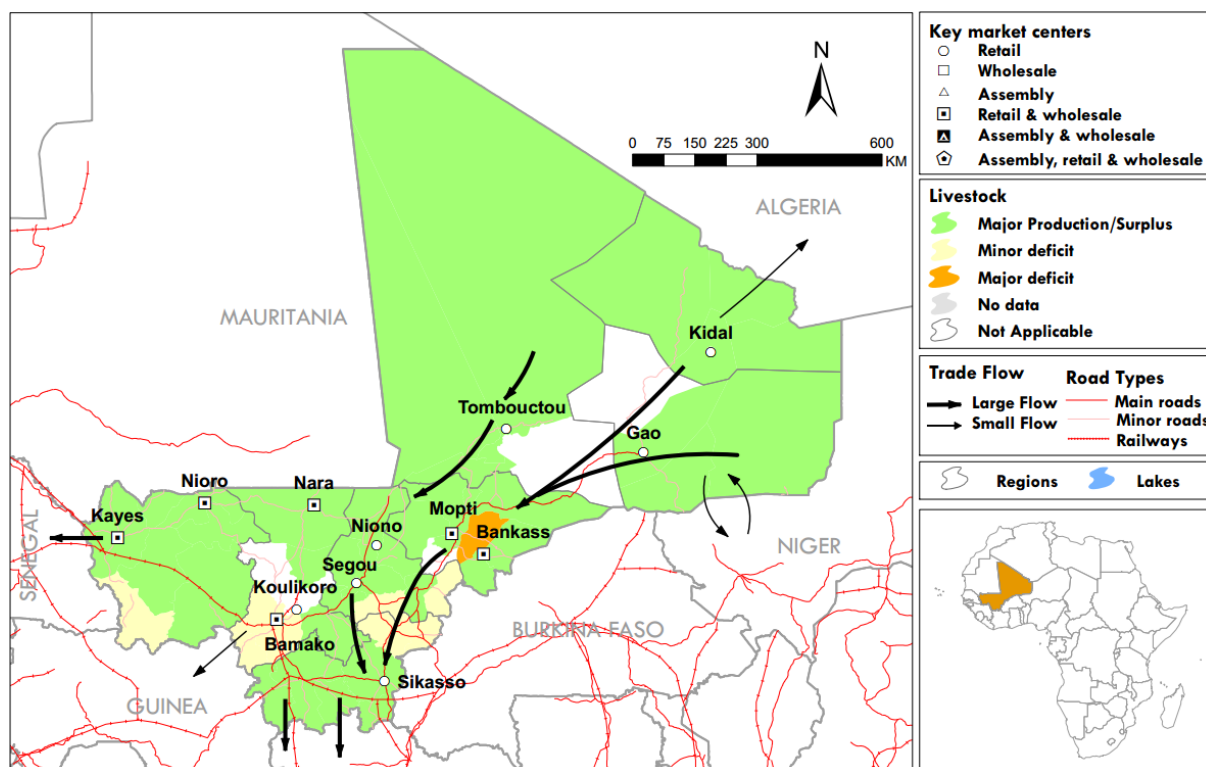 N
0 75 150 225 300 600
KM
ALGERIA
MAURITANIA
Kidal
Tombouctou
Gao
Nioro
Nara
Mopti
Kayes
Niono
Bankass
SENEGAL
Segou
NIGER
Koulikoro
BURKINA FASO
Bamako
Sikasso
GUINEA
Key market centers
Retail
Wholesale
Assembly
Retail & wholesale
Assembly & wholesale
Assembly, retail & wholesale
Livestock
Major Production/Surplus
Minor deficit
Major deficit
No data
Not Applicable
Trade Flow
Large Flow
Small Flow
Road Types
Main roads
Minor roads
Railways
Regions
Lakes